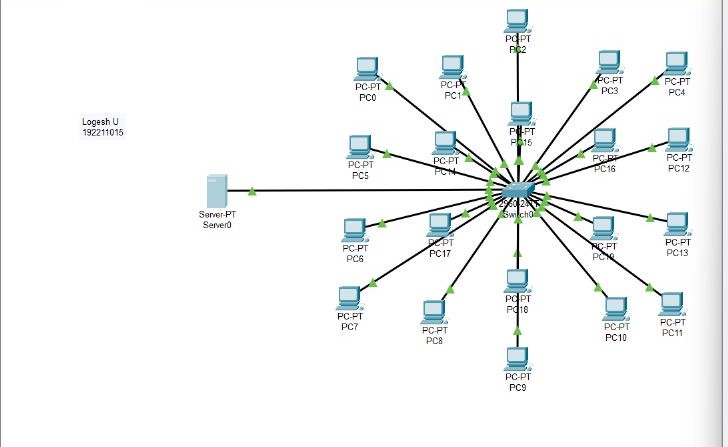 PC-PT
PC2
PC-PT
PC0
PC-PT
PC1
PC-PT
PC3
PC-PT
PC4
Logesh U
192211015
PC-PT
PC15
PC-PT
PC5
PC-PT
PC14
PC-PT
PC16
PC-PT
PC12
Server-PT
Server0
2960-24TT
Switch0
PC-PT
PC6
PC-PT
PC17
PC-PT
PC19
PC-PT
PC13
PC-PT
PC7
PC-PT
PC8
PC-PT
PC18
PC-PT
PC10
PC-PT
PC11
PC-PT
PC9